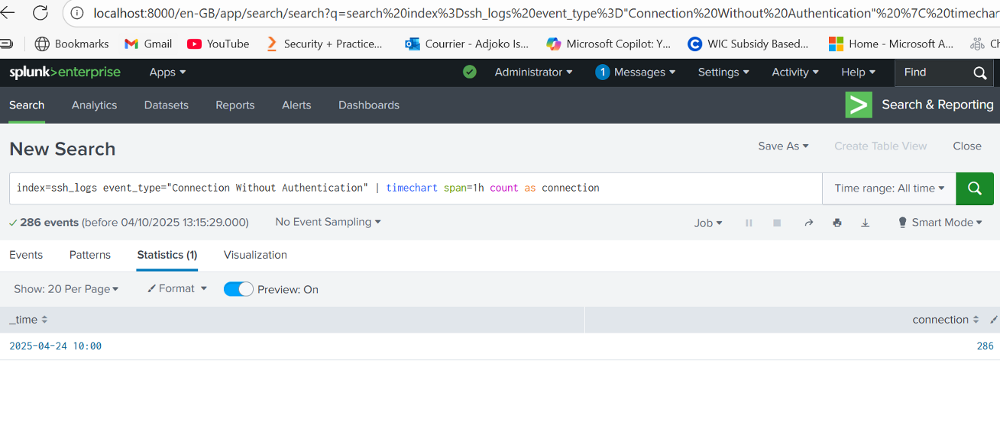 localhost:8000/en-GB/app/search/search?q=search%20index%3Dssh_logs%20event_type%3D"Connection%20Without%20Authentication"%20%7C%20timechar
Bookmarks Gmail YouTube Security + Practice... Courrier - Adjoko Is... Microsoft Copilot: Y... WIC Subsidy Based... Home - Microsoft A... Ch
splunk>enterprise Apps Administrator 1 Messages Settings Activity Help Find
Search Analytics Datasets Reports Alerts Dashboards > Search & Reporting
New Search Save As Create Table View Close
index=ssh_logs event_type="Connection Without Authentication" | timechart span=1h count as connection Time range: All time
286 events (before 04/10/2025 13:15:29.000) No Event Sampling Job Smart Mode
Events Patterns Statistics (1) Visualization
Show: 20 Per Page Format Preview: On
_time connection
2025-04-24 10:00 286